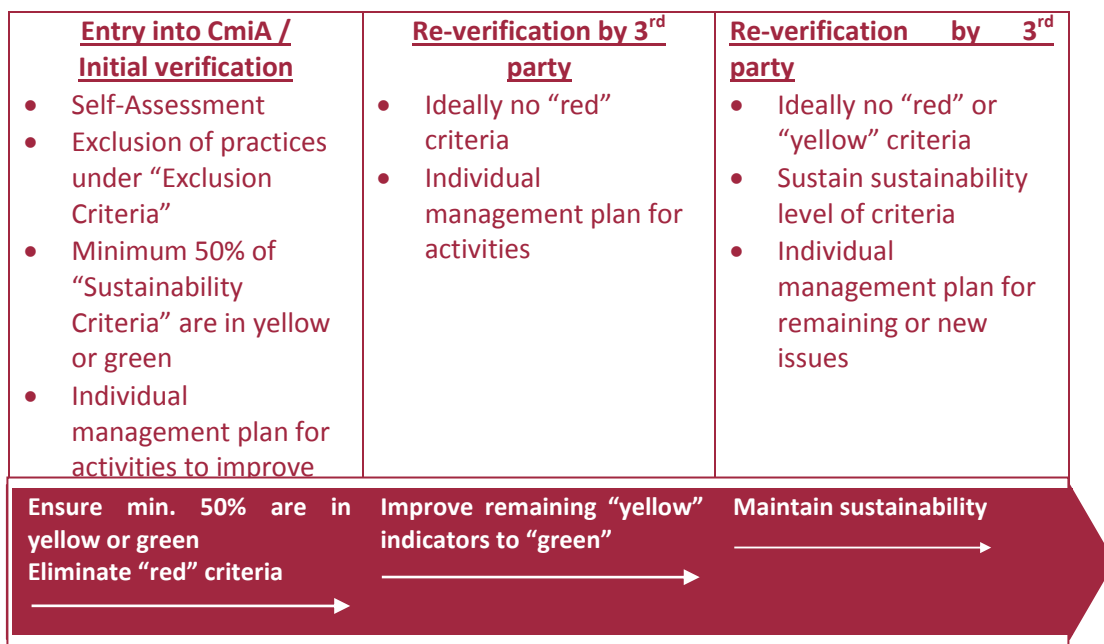 Entry into CmiA /
Initial verification
• Self-Assessment
• Exclusion of practices
under “Exclusion
Criteria”
• Minimum 50% of
“Sustainability
Criteria” are in yellow
or green
• Individual
management plan for
activities to improve
Re-verification by 3rd
party
• Ideally no “red”
criteria
• Individual
management plan for
activities
Re-verification by 3rd
party
• Ideally no “red” or
“yellow” criteria
• Sustain sustainability
level of criteria
• Individual
management plan for
remaining or new
issues
Ensure min. 50% are in
yellow or green
Eliminate “red” criteria
Improve remaining “yellow”
indicators to “green”
Maintain sustainability